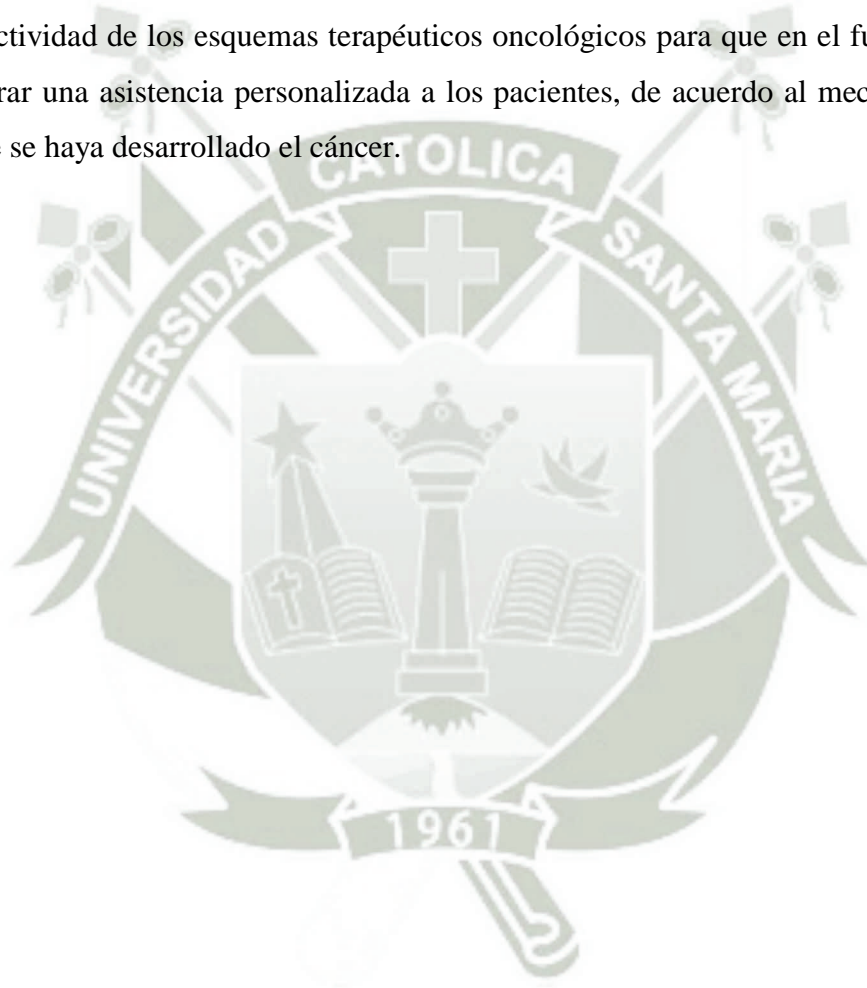 ctividad de los esquemas terapéuticos oncológicos para que en el fu
rar una asistencia personalizada a los pacientes, de acuerdo al mec
se haya desarrollado el cáncer.
UNIVERSIDAD CATOLICA SANTA MARIA
1961